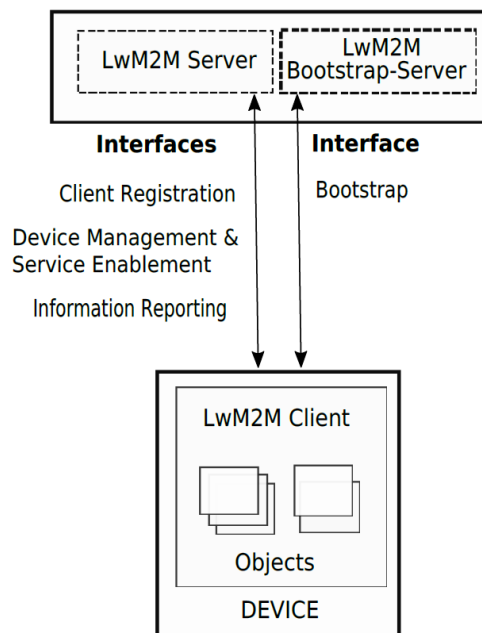 LwM2M Server
LwM2M
Bootstrap-Server
Interfaces
Interface
Client Registration
Bootstrap
Device Management &
Service Enablement
Information Reporting
LwM2M Client
Objects
DEVICE